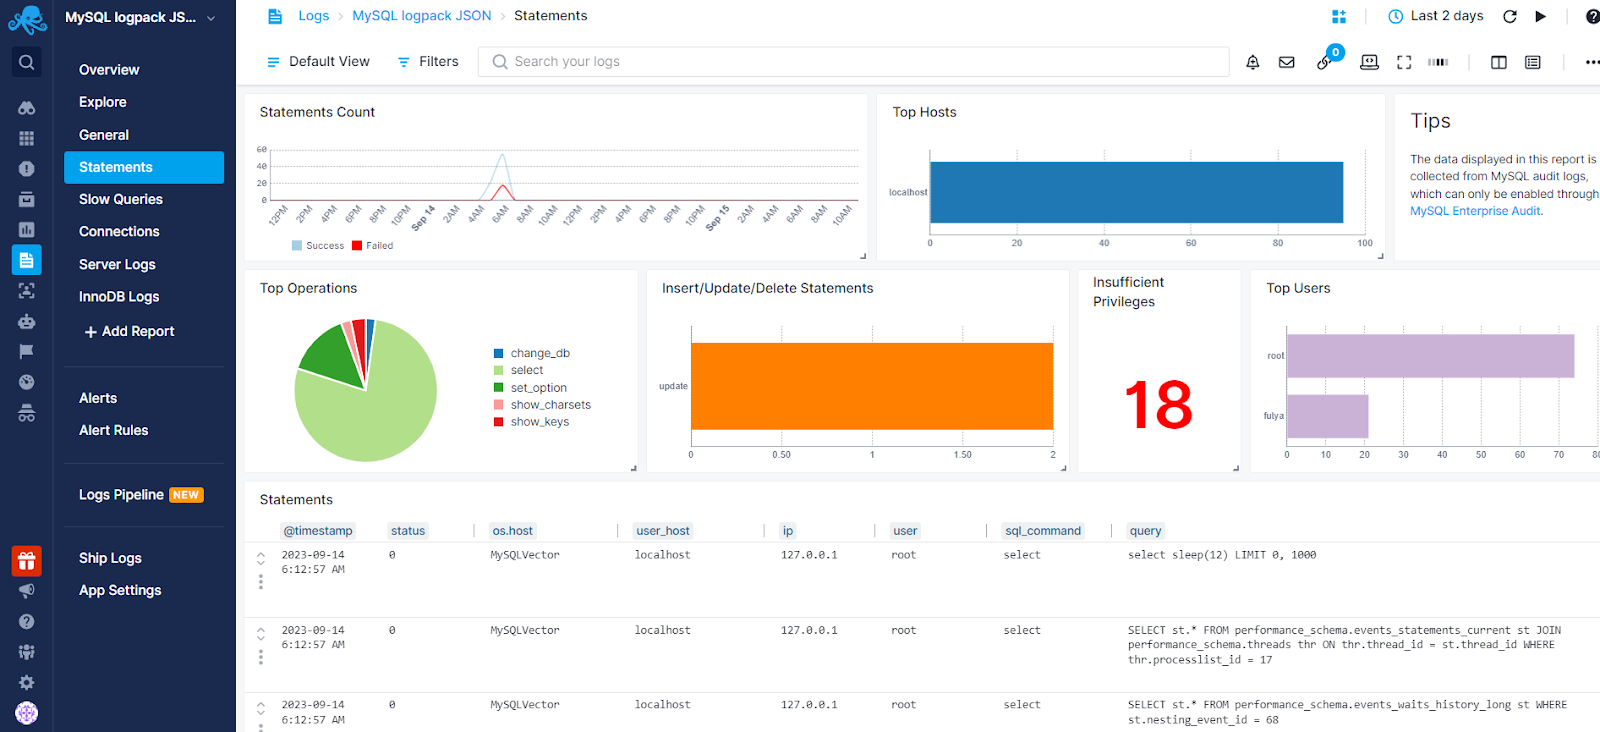 MySQL logpack JS...
Logs
MySQL logpack JSON
Statements
Last 2 days
Default View
Filters
Search your logs
0
Overview
Explore
General
Statements
Slow Queries
Connections
Server Logs
InnoDB Logs
+ Add Report
Alerts
Alert Rules
Logs Pipeline NEW
Ship Logs
App Settings
Statements Count
60
40
20
0
12PM 2PM 4PM 6PM 8PM 10PM Sep 14 2AM 4AM 6AM 8AM 10AM 12PM 2PM 4PM 6PM 8PM 10PM Sep 15 2AM 4AM 6AM 8AM 10AM
Success Failed
Top Hosts
localhost
0 20 40 60 80 100
Tips
The data displayed in this report is
collected from MySQL audit logs,
which can only be enabled through
MySQL Enterprise Audit.
Top Operations
change_db
select
set_option
show_charsets
show_keys
Insert/Update/Delete Statements
update
0 0.50 1 1.50 2
Insufficient
Privileges
18
Top Users
root
fulya
0 10 20 30 40 50 60 70 80
Statements
@timestamp status os.host user_host ip user sql_command query
2023-09-14 0 MySQLVector localhost 127.0.0.1 root select select sleep(12) LIMIT 0, 1000
6:12:57 AM
2023-09-14 0 MySQLVector localhost 127.0.0.1 root select SELECT st.* FROM performance_schema.events_statements_current st JOIN
6:12:57 AM performance_schema.threads thr ON thr.thread_id = st.thread_id WHERE
thr.processlist_id = 17
2023-09-14 0 MySQLVector localhost 127.0.0.1 root select SELECT st.* FROM performance_schema.events_waits_history_long st WHERE
6:12:57 AM st.nesting_event_id = 68